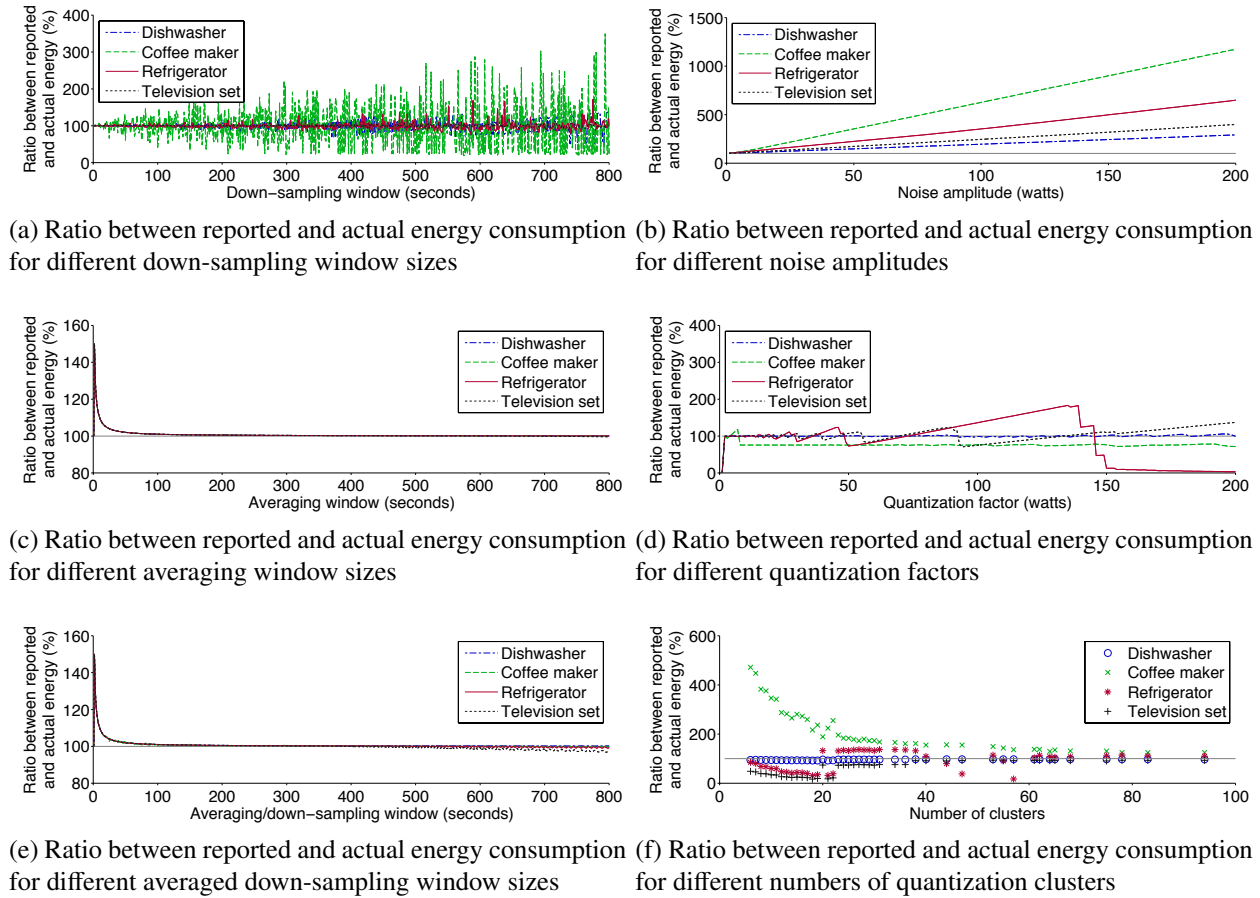 400
300
200
100
0
Ratio between reported
and actual energy (%)
Dishwasher
Coffee maker
Refrigerator
Television set
0 100 200 300 400 500 600 700 800
Down−sampling window (seconds)
(a) Ratio between reported and actual energy consumption
for different down-sampling window sizes
1500
1000
500
100
0
Ratio between reported
and actual energy (%)
Dishwasher
Coffee maker
Refrigerator
Television set
0 50 100 150 200
Noise amplitude (watts)
(b) Ratio between reported and actual energy consumption
for different noise amplitudes
160
140
120
100
80
Ratio between reported
and actual energy (%)
Dishwasher
Coffee maker
Refrigerator
Television set
0 100 200 300 400 500 600 700 800
Averaging window (seconds)
(c) Ratio between reported and actual energy consumption
for different averaging window sizes
400
300
200
100
0
Ratio between reported
and actual energy (%)
Dishwasher
Coffee maker
Refrigerator
Television set
0 50 100 150 200
Quantization factor (watts)
(d) Ratio between reported and actual energy consumption
for different quantization factors
160
140
120
100
80
Ratio between reported
and actual energy (%)
Dishwasher
Coffee maker
Refrigerator
Television set
0 100 200 300 400 500 600 700 800
Averaging/down−sampling window (seconds)
(e) Ratio between reported and actual energy consumption
for different averaged down-sampling window sizes
600
400
200
100
0
Ratio between reported
and actual energy (%)
Dishwasher
Coffee maker
Refrigerator
Television set
0 20 40 60 80 100
Number of clusters
(f) Ratio between reported and actual energy consumption
for different numbers of quantization clusters